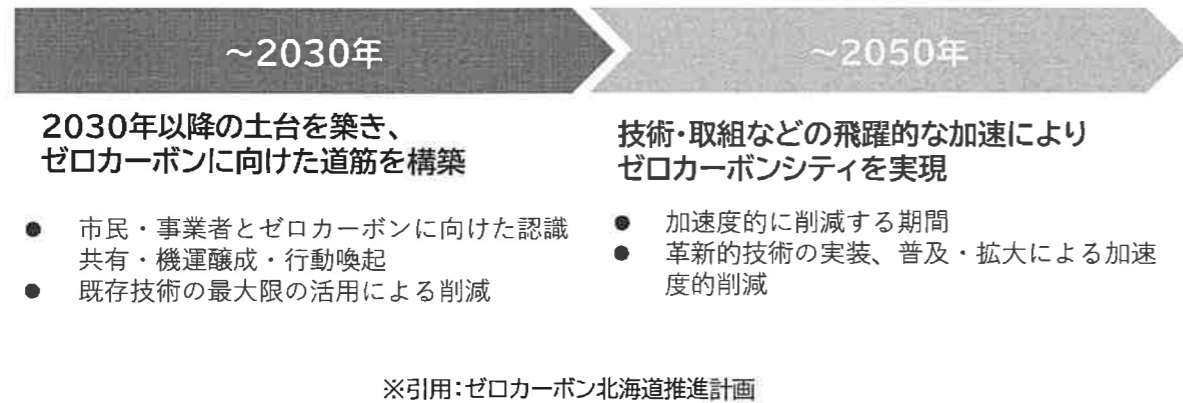 ~2030年
~2050年
2030年以降の土台を築き、
ゼロカーボンに向けた道筋を構築
● 市民・事業者とゼロカーボンに向けた認識
共有・機運醸成・行動喚起
● 既存技術の最大限の活用による削減
技術・取組などの飛躍的な加速により
ゼロカーボンシティを実現
● 加速度的に削減する期間
● 革新的技術の実装、普及・拡大による加速
度的削減
※引用:ゼロカーボン北海道推進計画